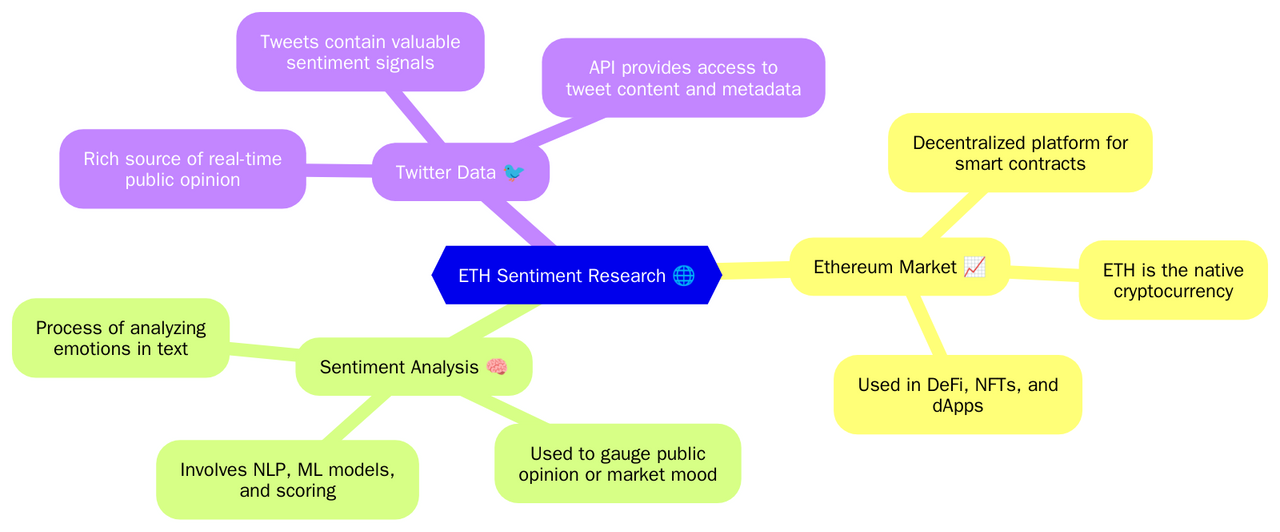 Tweets contain valuable
sentiment signals
API provides access to
tweet content and metadata
Rich source of real-time
public opinion
Twitter Data 🐦
Decentralized platform for
smart contracts
ETH Sentiment Research 🌐
Ethereum Market 📈
ETH is the native
cryptocurrency
Process of analyzing
emotions in text
Sentiment Analysis 🧠
Used in DeFi, NFTs, and
dApps
Involves NLP, ML models,
and scoring
Used to gauge public
opinion or market mood